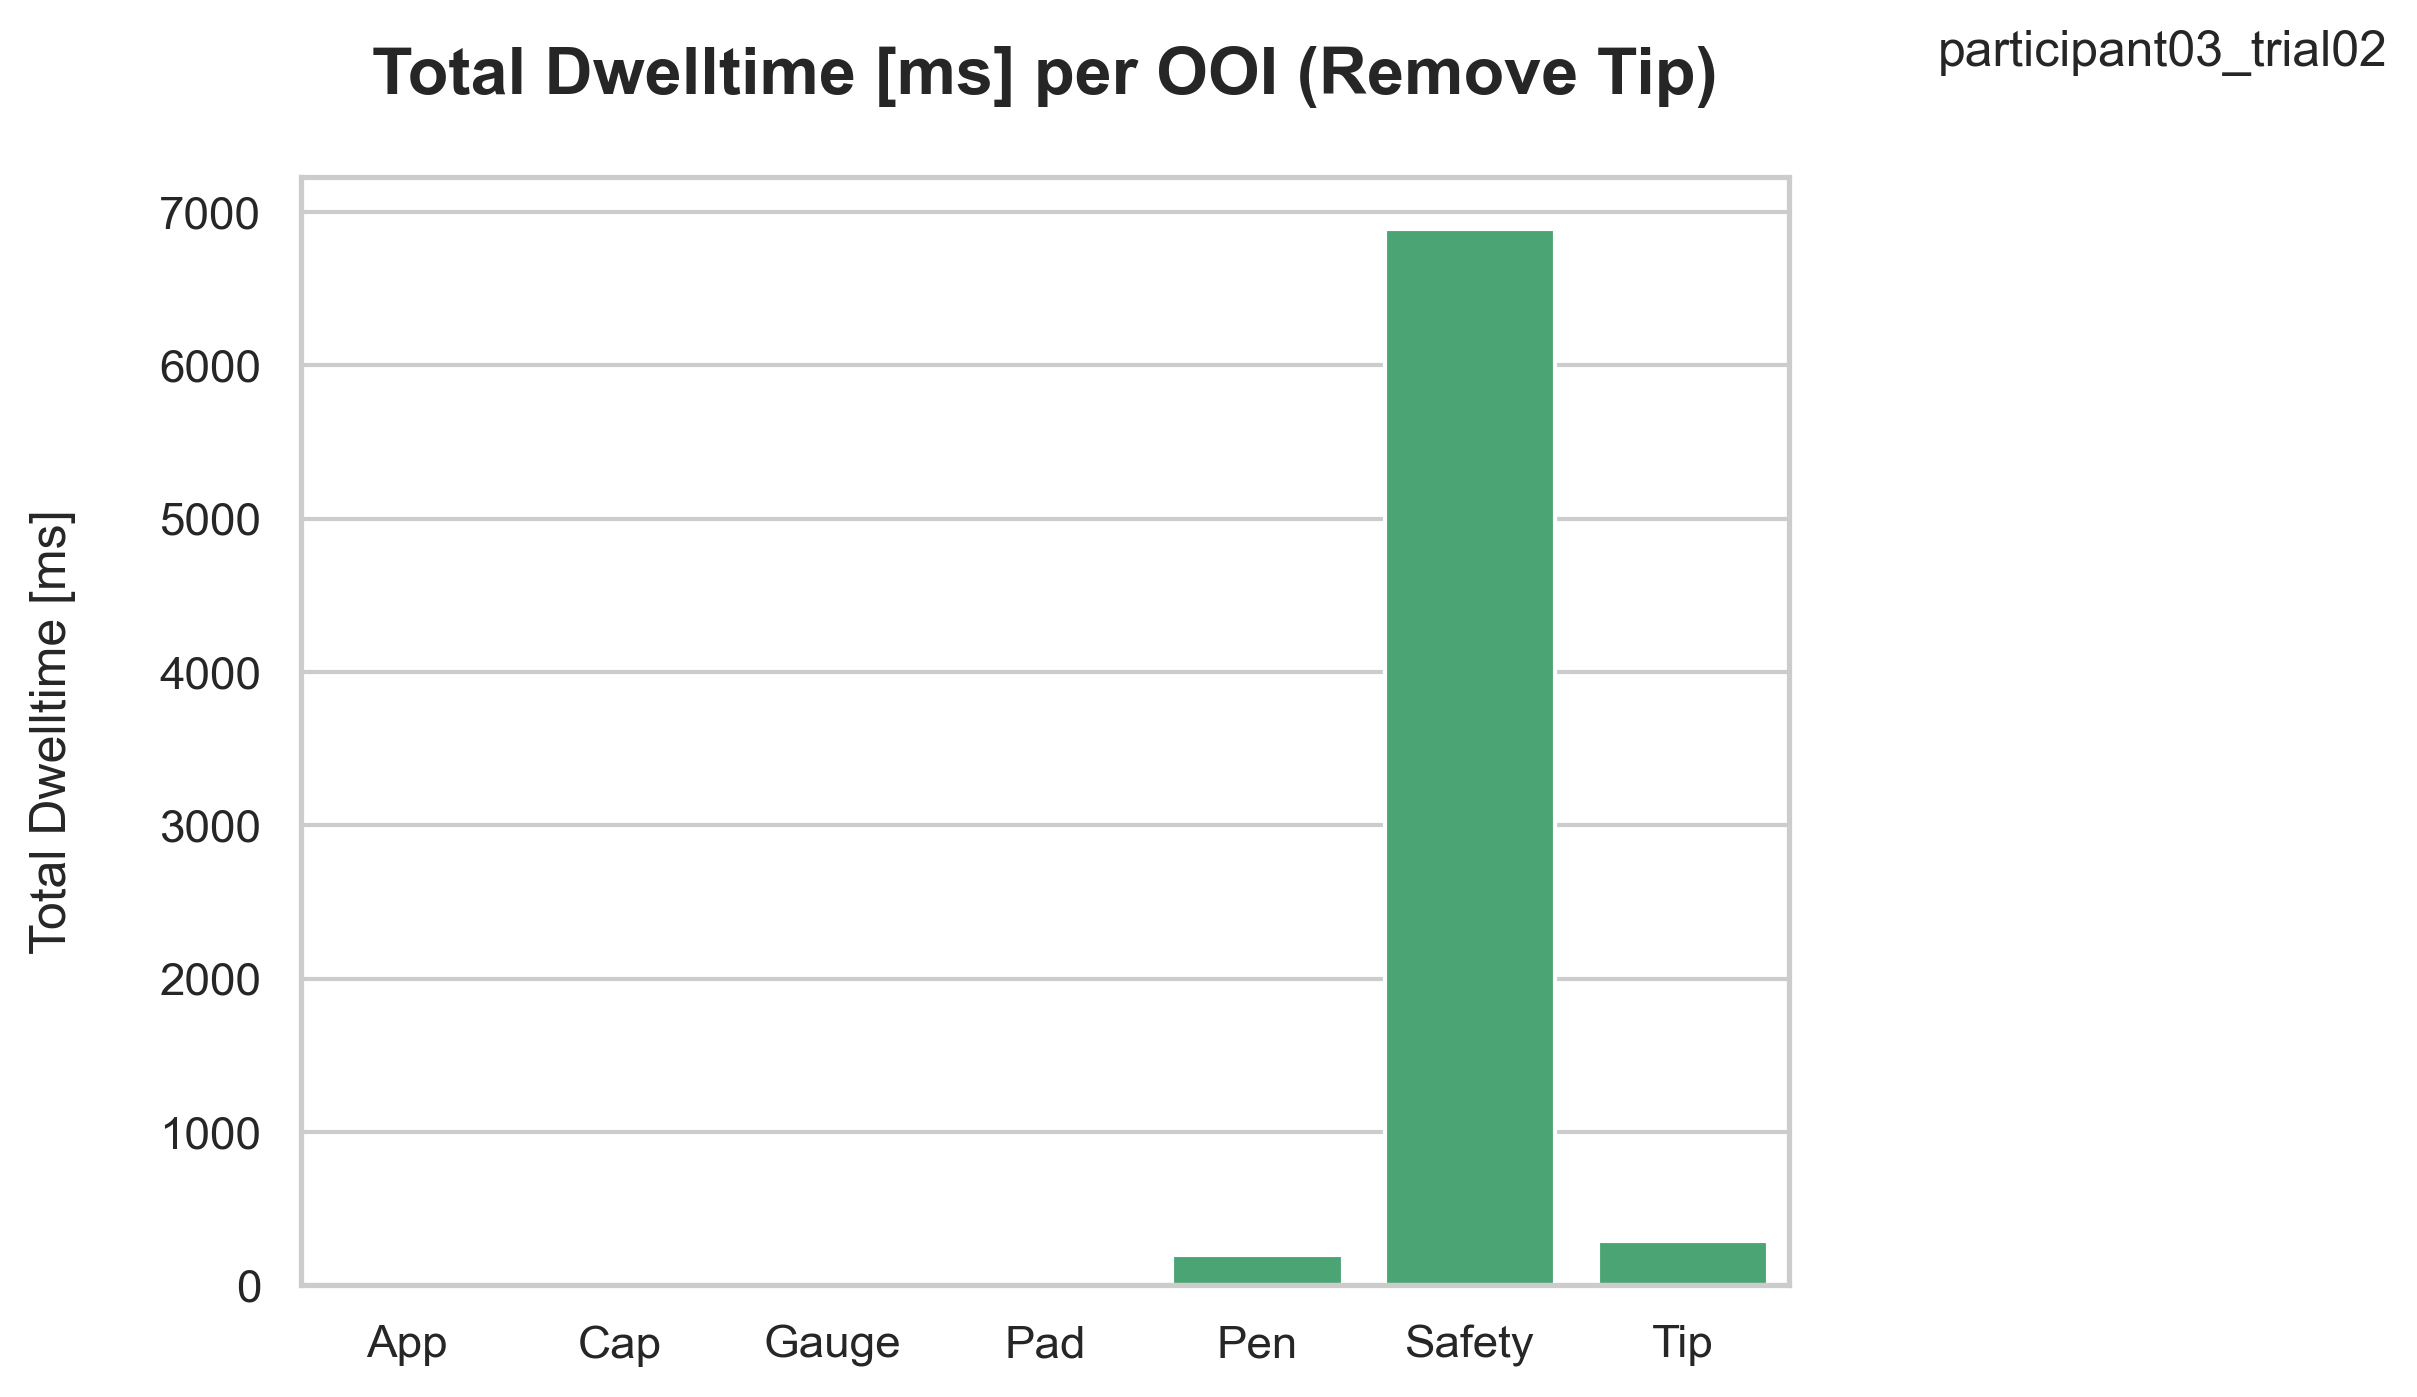 participant03_trial02
Total Dwelltime [ms] per OOI (Remove Tip)
Total Dwelltime [ms]
7000
6000
5000
4000
3000
2000
1000
0
App Cap Gauge Pad Pen Safety Tip